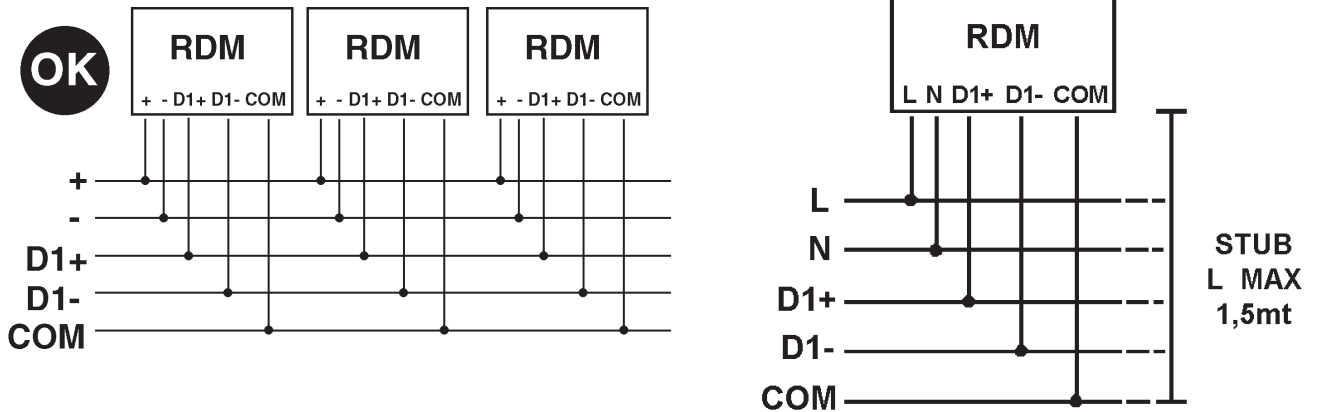 OK
RDM
+ - D1+ D1- COM
RDM
+ - D1+ D1- COM
RDM
+ - D1+ D1- COM
+
-
D1+
D1-
COM
RDM
L N D1+ D1- COM
L
N
D1+
D1-
COM
STUB
L MAX
1,5mt